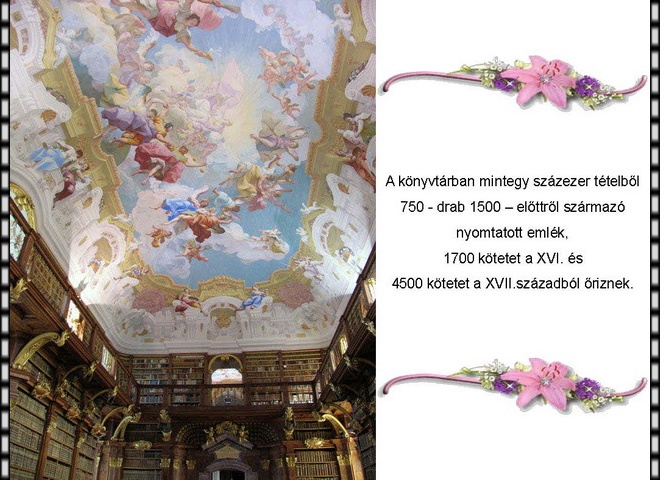 A könyvtárban mintegy százezer tételből
750 - drab 1500 – előttről származó
nyomtatott emlék,
1700 kötetet a XVI. és
4500 kötetet a XVII.századból őriznek.